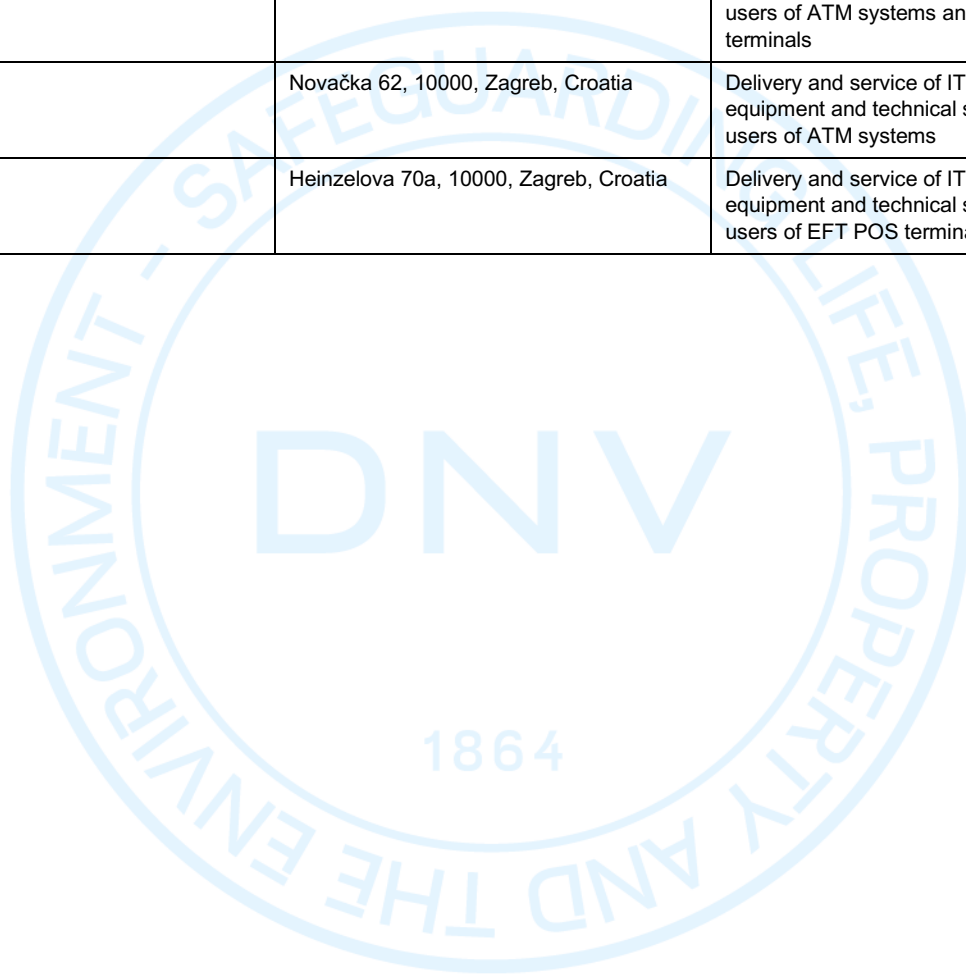 users of ATM systems an
terminals
Novačka 62, 10000, Zagreb, Croatia
Delivery and service of IT
equipment and technical s
users of ATM systems
Heinzelova 70a, 10000, Zagreb, Croatia
Delivery and service of IT
equipment and technical s
users of EFT POS termina
SAFEGUARDING LIFE, PROPERTY AND THE ENVIRONMENT -
DNV
1864